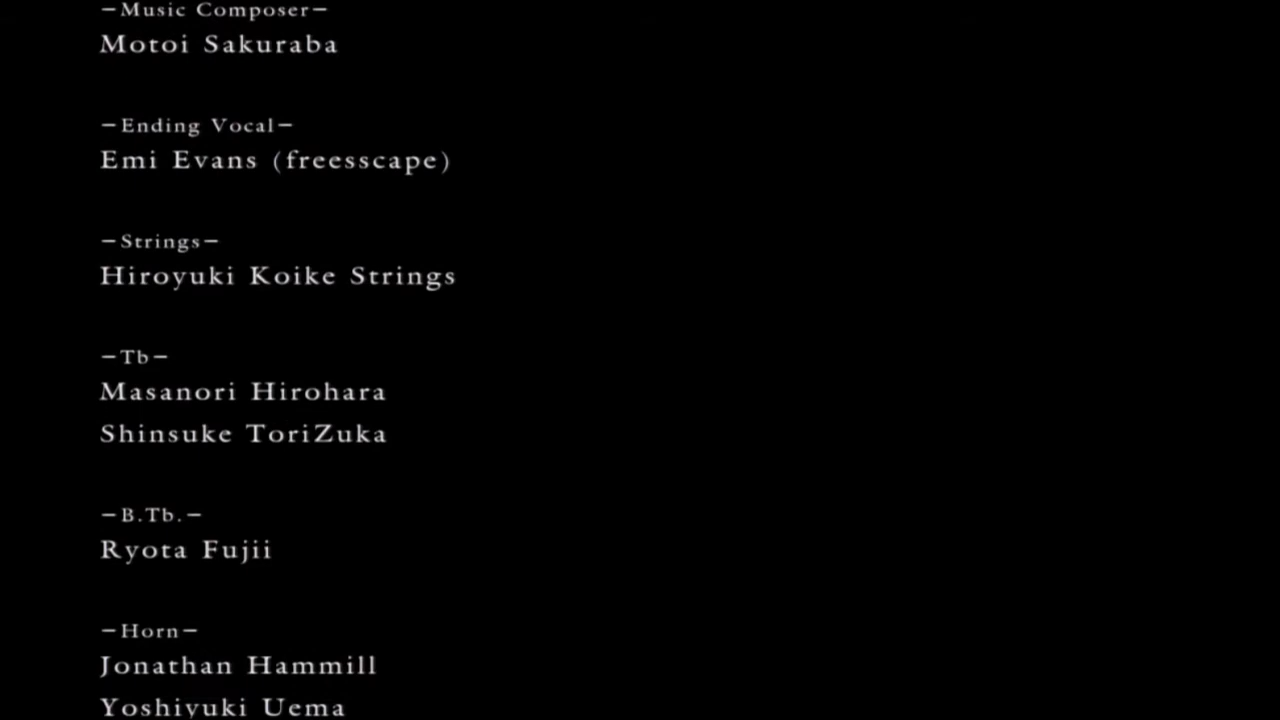 —Music Composer—
Motoi Sakuraba
—Ending Vocal—
Emi Evans (freesscape)
—Strings—
Hiroyuki Koike Strings
—Tb—
Masanori Hirohara
Shinsuke ToriZuka
—B.Tb.—
Ryota Fujii
—Horn—
Jonathan Hammill
Yoshiyuki Uema